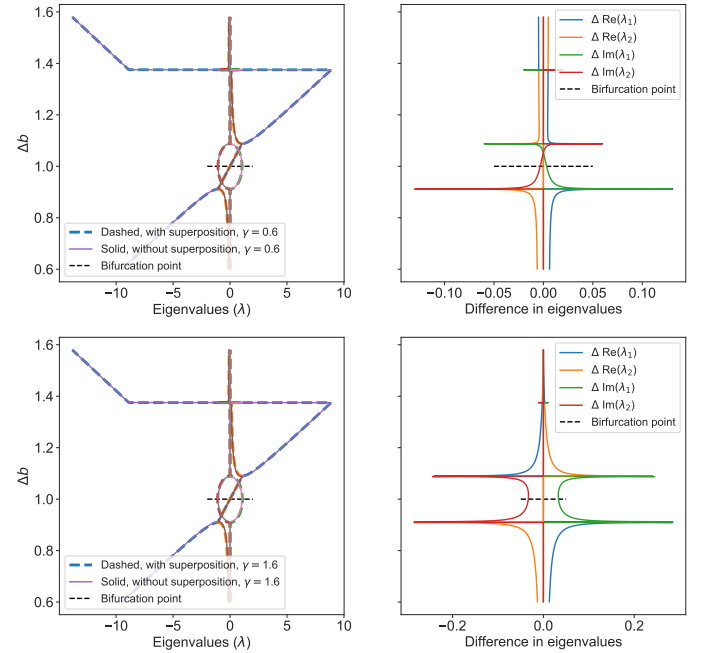 1.6
1.4
1.2
1.0
0.8
0.6
Δb
Dashed, with superposition, γ = 0.6
Solid, without superposition, γ = 0.6
Bifurcation point
−10
−5
0
5
10
Eigenvalues (λ)
Δ Re(λ₁)
Δ Re(λ₂)
Δ Im(λ₁)
Δ Im(λ₂)
Birfurcation point
−0.10
−0.05
0.00
0.05
0.10
Difference in eigenvalues
1.6
1.4
1.2
1.0
0.8
0.6
Δb
Dashed, with superposition, γ = 1.6
Solid, without superposition, γ = 1.6
Bifurcation point
−10
−5
0
5
10
Eigenvalues (λ)
Δ Re(λ₁)
Δ Re(λ₂)
Δ Im(λ₁)
Δ Im(λ₂)
Birfurcation point
−0.2
0.0
0.2
Difference in eigenvalues